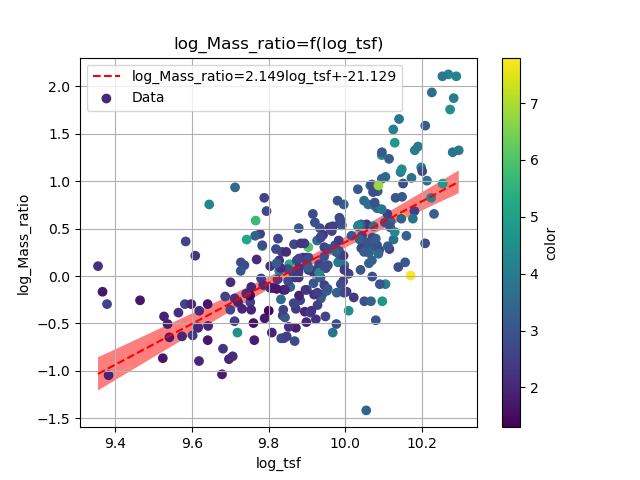 log_Mass_ratio=f(log_tsf)
log_Mass_ratio=2.149log_tsf+-21.129
Data
2.0
1.5
1.0
0.5
0.0
−0.5
−1.0
−1.5
log_Mass_ratio
9.4 9.6 9.8 10.0 10.2
log_tsf
7
6
5
4
3
2
color